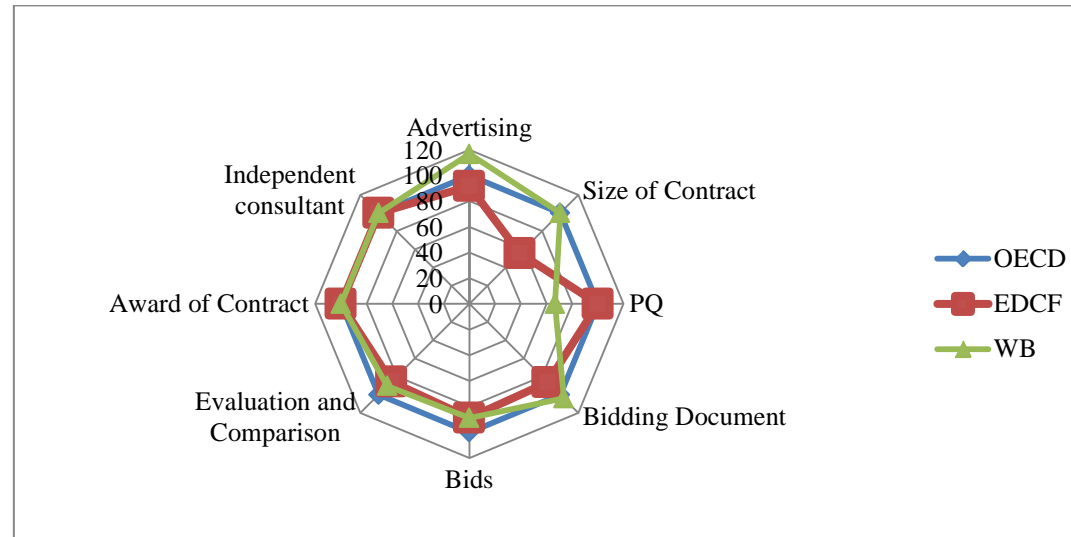 Advertising
120
100
80
60
40
20
0
Independent
consultant
Size of Contract
Award of Contract
PQ
Evaluation and
Comparison
Bidding Document
Bids
OECD
EDCF
WB